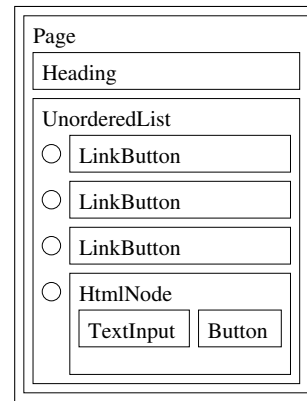 Page
Heading
UnorderedList
LinkButton
LinkButton
LinkButton
HtmlNode
TextInput Button